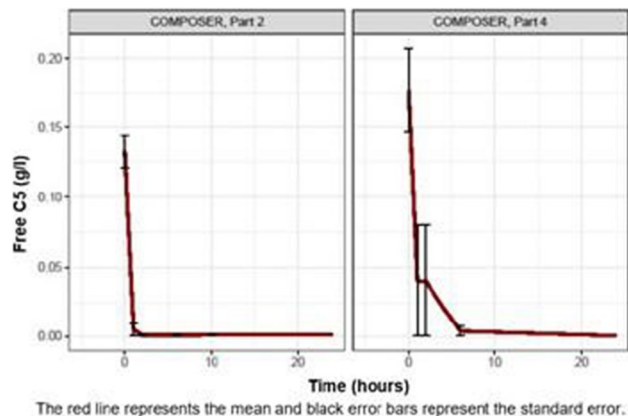 COMPOSER, Part 2
COMPOSER, Part 4
Free C5 (g/l)
0.20
0.15
0.10
0.05
0.00
0 10 20
0 10 20
Time (hours)
The red line represents the mean and black error bars represent the standard error.